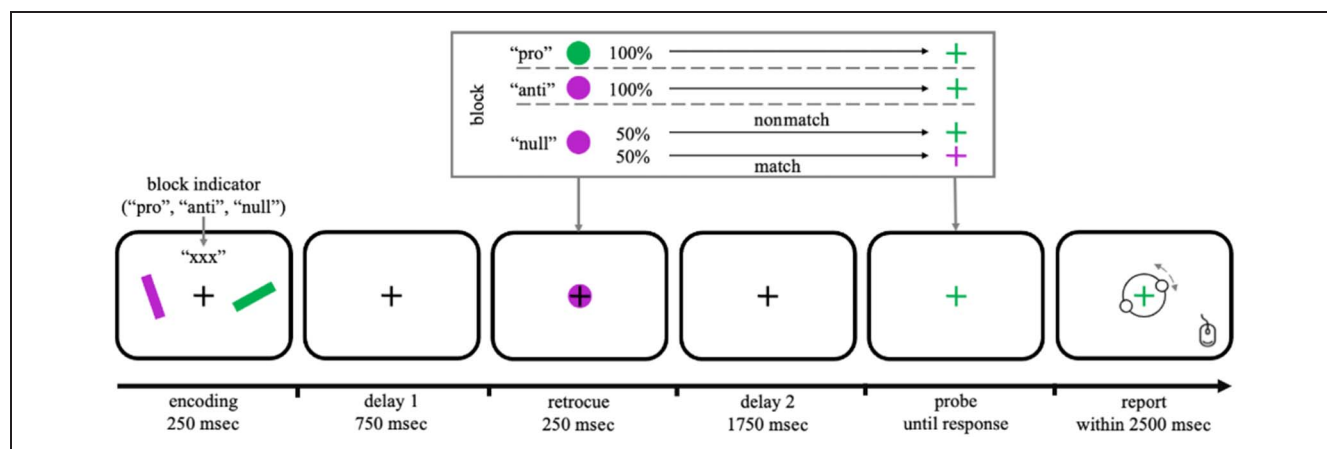 “pro” 100%
“anti” 100%
block
nonmatch
“null” 50%
50%
match
block indicator
(“pro”, “anti”, “null”)
“xxx”
encoding
250 msec
delay 1
750 msec
retrocue
250 msec
delay 2
1750 msec
probe
until response
report
within 2500 msec